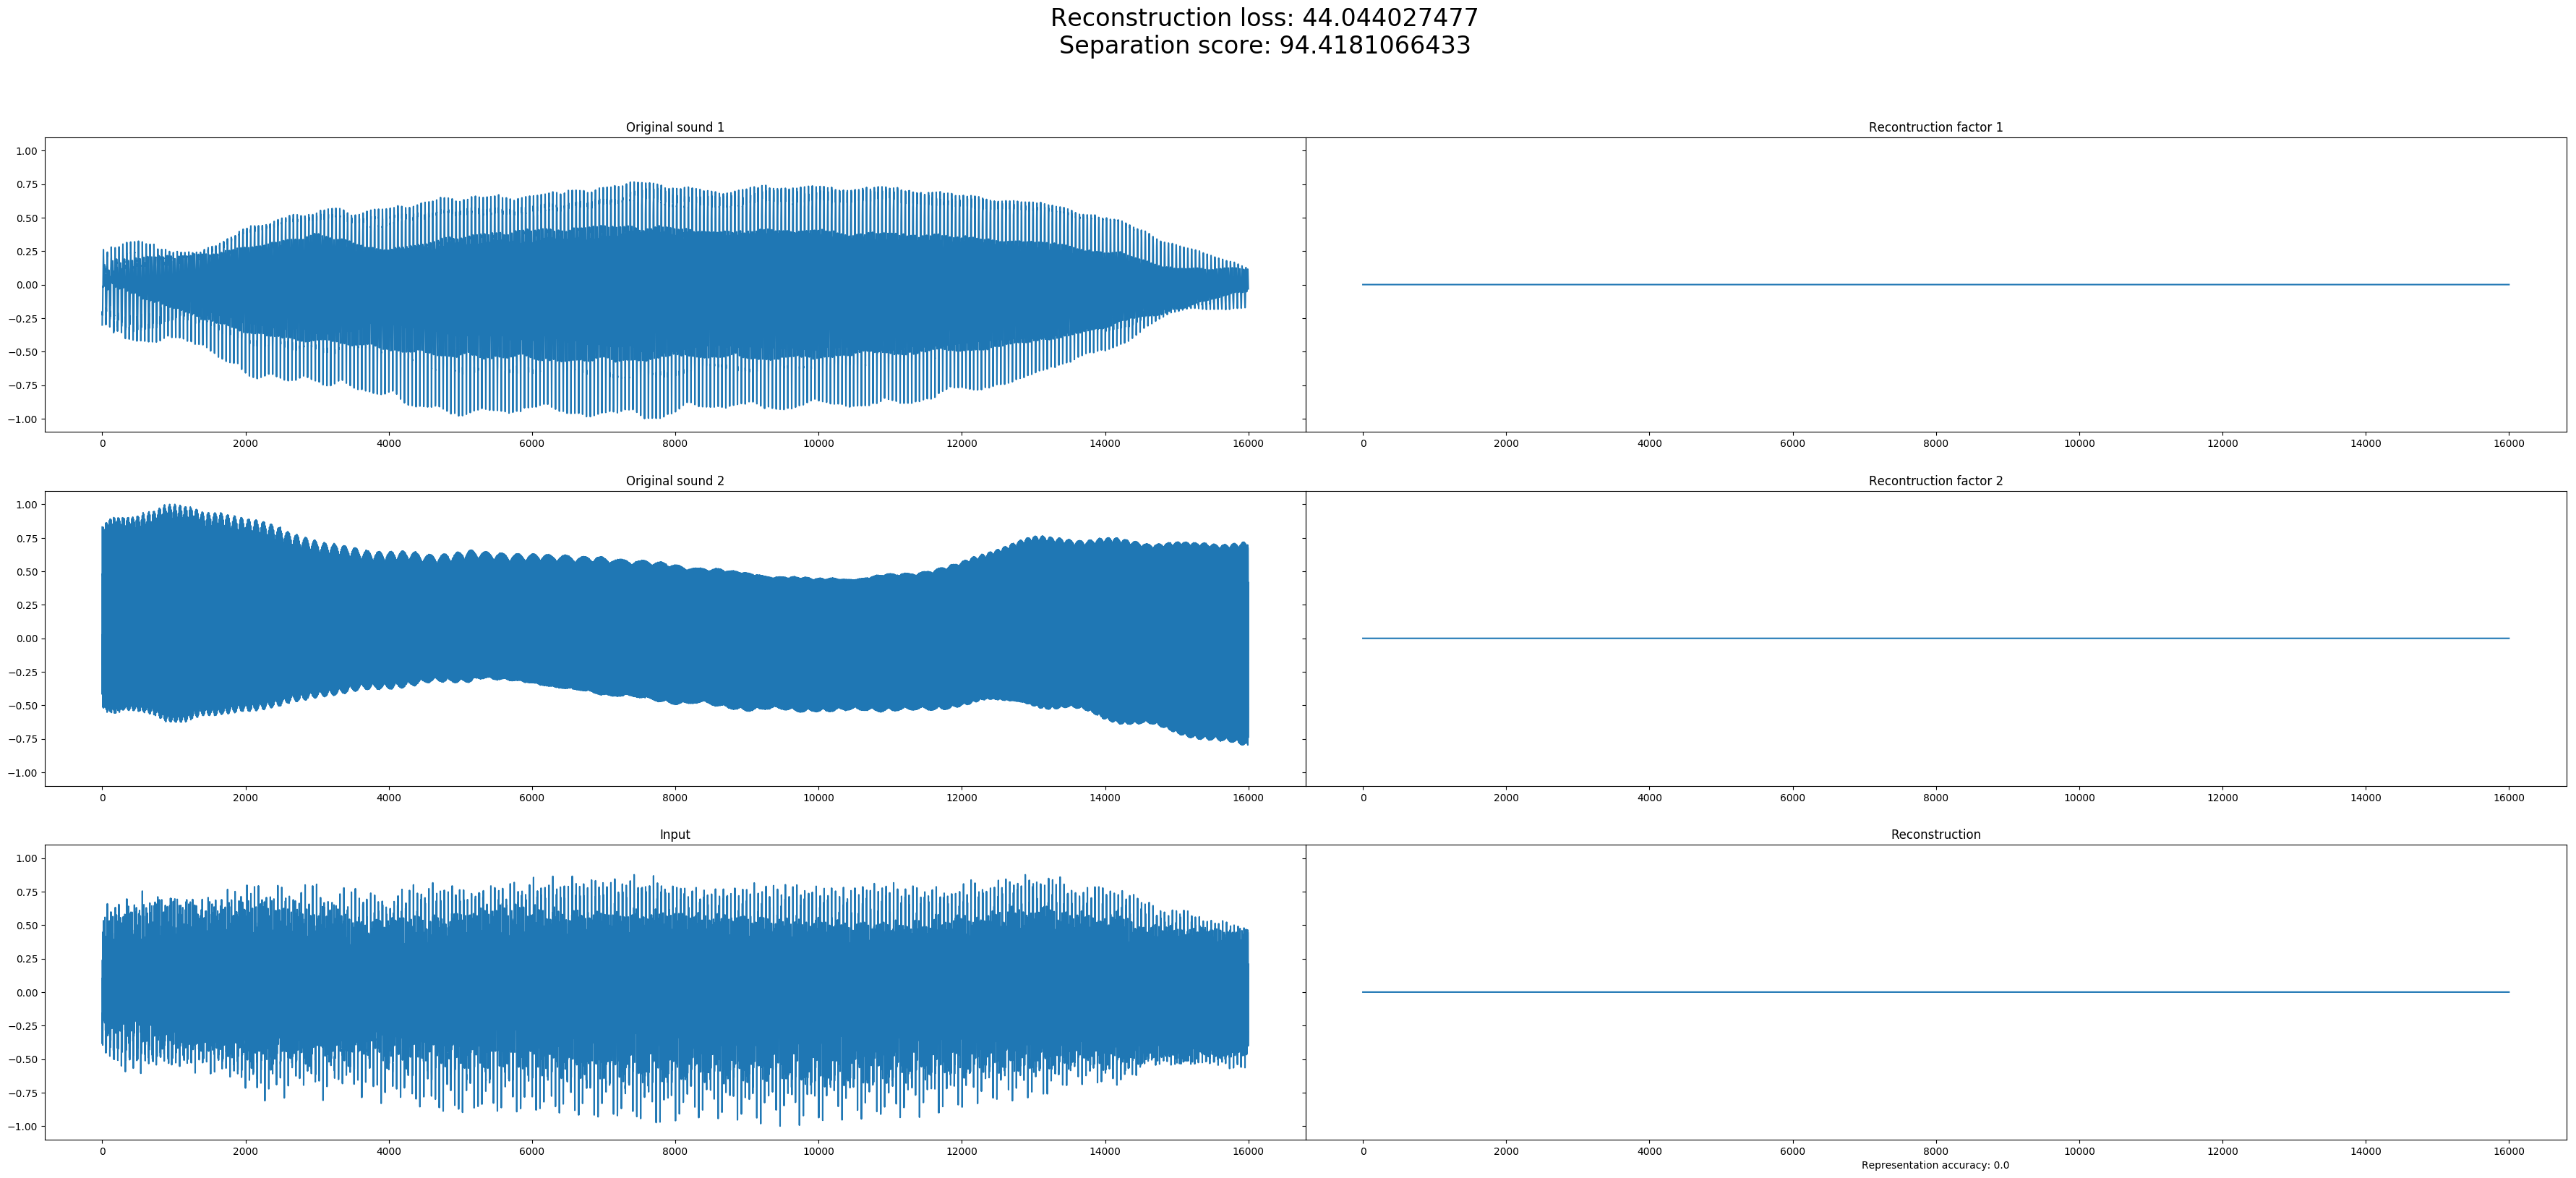 Reconstruction loss: 44.044027477
Separation score: 94.4181066433
Original sound 1
Recontruction factor 1
1.00
0.75
0.50
0.25
0.00
−0.25
−0.50
−0.75
−1.00
0 2000 4000 6000 8000 10000 12000 14000 16000
0 2000 4000 6000 8000 10000 12000 14000 16000
Original sound 2
Recontruction factor 2
1.00
0.75
0.50
0.25
0.00
−0.25
−0.50
−0.75
−1.00
0 2000 4000 6000 8000 10000 12000 14000 16000
0 2000 4000 6000 8000 10000 12000 14000 16000
Input
Reconstruction
1.00
0.75
0.50
0.25
0.00
−0.25
−0.50
−0.75
−1.00
0 2000 4000 6000 8000 10000 12000 14000 16000
0 2000 4000 6000 8000 10000 12000 14000 16000
Representation accuracy: 0.0